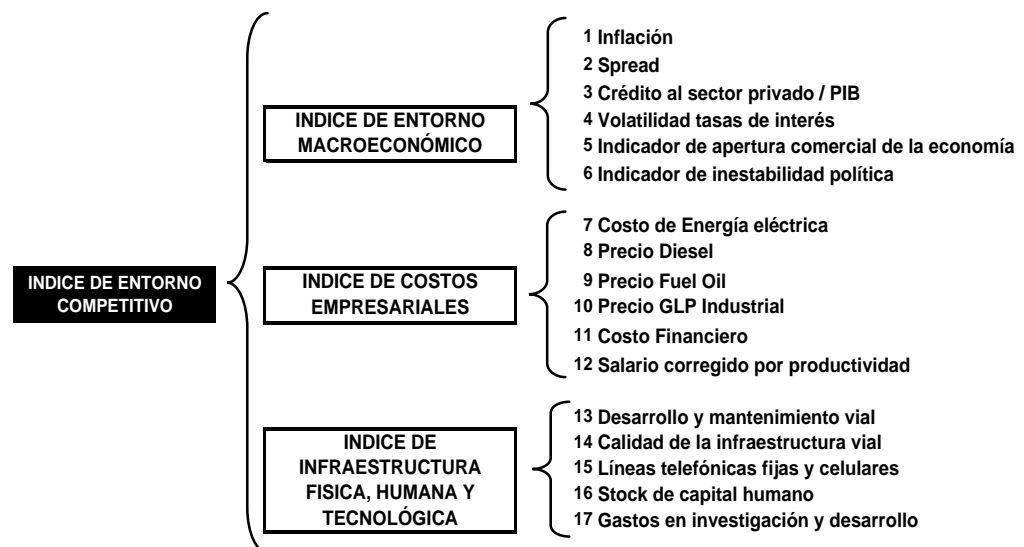 INDICE DE ENTORNO
COMPETITIVO
INDICE DE ENTORNO
MACROECONÓMICO
1 Inflación
2 Spread
3 Crédito al sector privado / PIB
4 Volatilidad tasas de interés
5 Indicador de apertura comercial de la economía
6 Indicador de inestabilidad política
INDICE DE COSTOS
EMPRESARIALES
7 Costo de Energía eléctrica
8 Precio Diesel
9 Precio Fuel Oil
10 Precio GLP Industrial
11 Costo Financiero
12 Salario corregido por productividad
INDICE DE
INFRAESTRUCTURA
FISICA, HUMANA Y
TECNOLÓGICA
13 Desarrollo y mantenimiento vial
14 Calidad de la infraestructura vial
15 Líneas telefónicas fijas y celulares
16 Stock de capital humano
17 Gastos en investigación y desarrollo